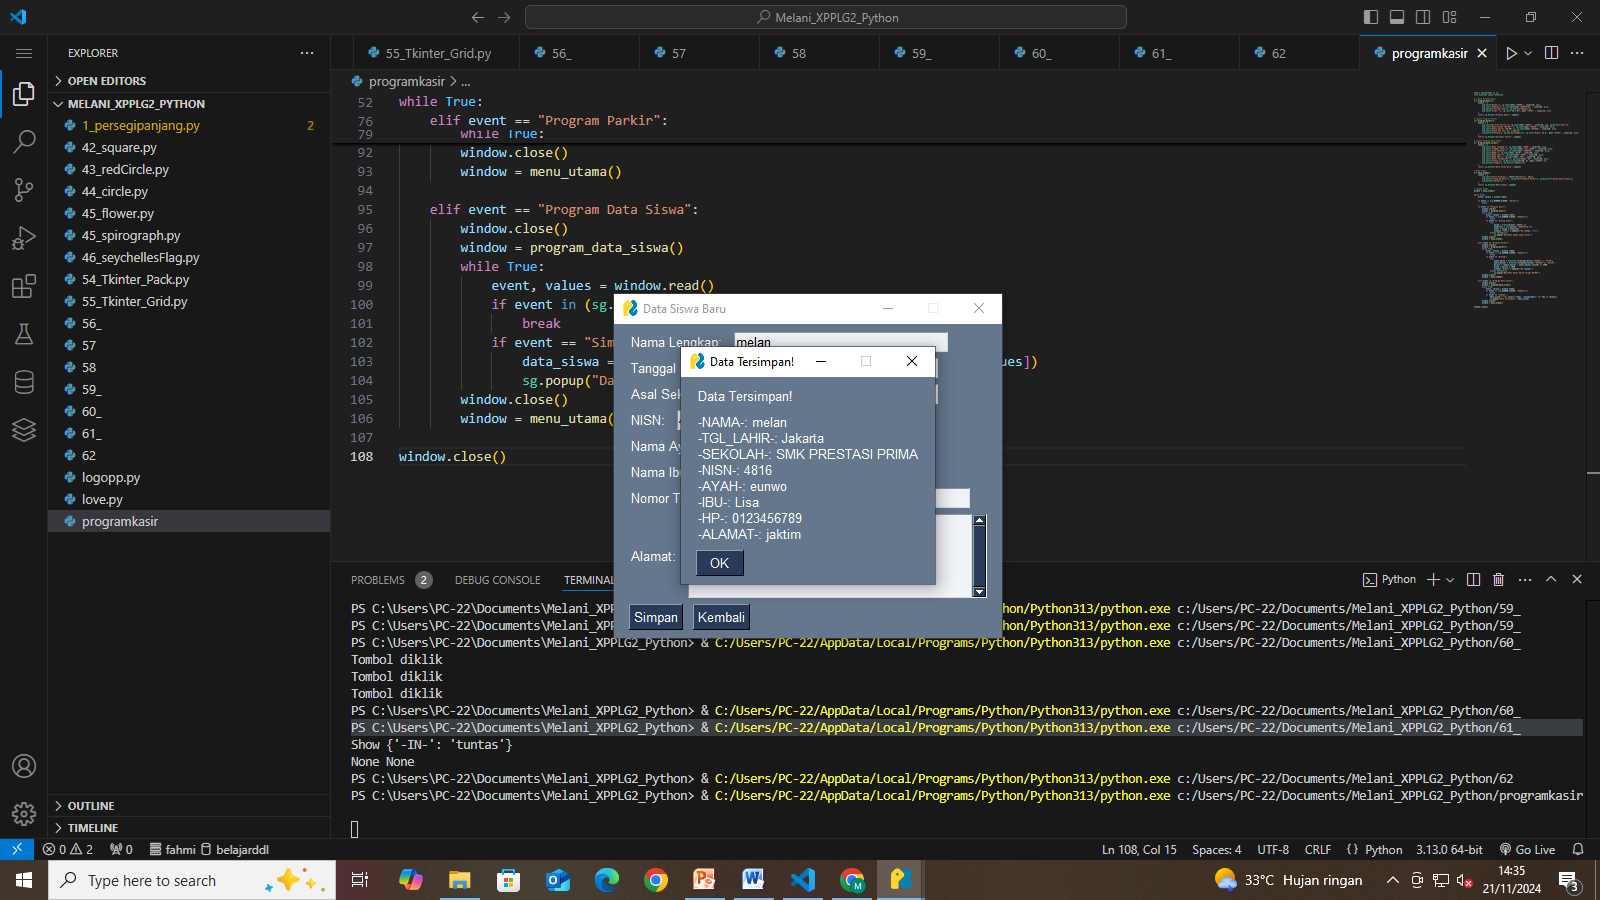 Melani_XPPLG2_Python
EXPLORER
OPEN EDITORS
MELANI_XPPLG2_PYTHON
1_persegipanjang.py 2
42_square.py
43_redCircle.py
44_circle.py
45_flower.py
45_spirograph.py
46_seychellesFlag.py
54_Tkinter_Pack.py
55_Tkinter_Grid.py
56_
57
58
59_
60_
61_
62
logopp.py
love.py
programkasir
OUTLINE
TIMELINE
55_Tkinter_Grid.py 56_ 57 58 59_ 60_ 61_ 62 programkasir
programkasir > ...
52 while True:
76 elif event == "Program Parkir":
79 while True:
92 window.close()
93 window = menu_utama()
94
95 elif event == "Program Data Siswa":
96 window.close()
97 window = program_data_siswa()
98 while True:
99 event, values = window.read()
100 if event in (sg.
101 break
102 if event == "Sim
103 data_siswa = ues])
104 sg.popup("Da
105 window.close()
106 window = menu_utama(
107
108 window.close()
Data Siswa Baru
Nama Lengkap: melan
Tanggal
Asal Sek
NISN:
Nama Ay
Nama Ib
Nomor T
Alamat:
Simpan Kembali
Data Tersimpan!
Data Tersimpan!
-NAMA-: melan
-TGL_LAHIR-: Jakarta
-SEKOLAH-: SMK PRESTASI PRIMA
-NISN-: 4816
-AYAH-: eunwo
-IBU-: Lisa
-HP-: 0123456789
-ALAMAT-: jaktim
OK
PROBLEMS 2 DEBUG CONSOLE TERMINAL Python
PS C:\Users\PC-22\Documents\Melani_XPP hon/Python313/python.exe c:/Users/PC-22/Documents/Melani_XPPLG2_Python/59_
PS C:\Users\PC-22\Documents\Melani_XPP hon/Python313/python.exe c:/Users/PC-22/Documents/Melani_XPPLG2_Python/59_
PS C:\Users\PC-22\Documents\Melani_XPPLG2_Python> & C:/Users/PC-22/AppData/Local/Programs/Python/Python313/python.exe c:/Users/PC-22/Documents/Melani_XPPLG2_Python/60_
Tombol diklik
Tombol diklik
Tombol diklik
PS C:\Users\PC-22\Documents\Melani_XPPLG2_Python> & C:/Users/PC-22/AppData/Local/Programs/Python/Python313/python.exe c:/Users/PC-22/Documents/Melani_XPPLG2_Python/60_
PS C:\Users\PC-22\Documents\Melani_XPPLG2_Python> & C:/Users/PC-22/AppData/Local/Programs/Python/Python313/python.exe c:/Users/PC-22/Documents/Melani_XPPLG2_Python/61_
Show {'-IN-': 'tuntas'}
None None
PS C:\Users\PC-22\Documents\Melani_XPPLG2_Python> & C:/Users/PC-22/AppData/Local/Programs/Python/Python313/python.exe c:/Users/PC-22/Documents/Melani_XPPLG2_Python/62
PS C:\Users\PC-22\Documents\Melani_XPPLG2_Python> & C:/Users/PC-22/AppData/Local/Programs/Python/Python313/python.exe c:/Users/PC-22/Documents/Melani_XPPLG2_Python/programkasir
0 2 0 fahmi belajarddl Ln 108, Col 15 Spaces: 4 UTF-8 CRLF Python 3.13.0 64-bit Go Live
Type here to search 33°C Hujan ringan 14:35
21/11/2024 3